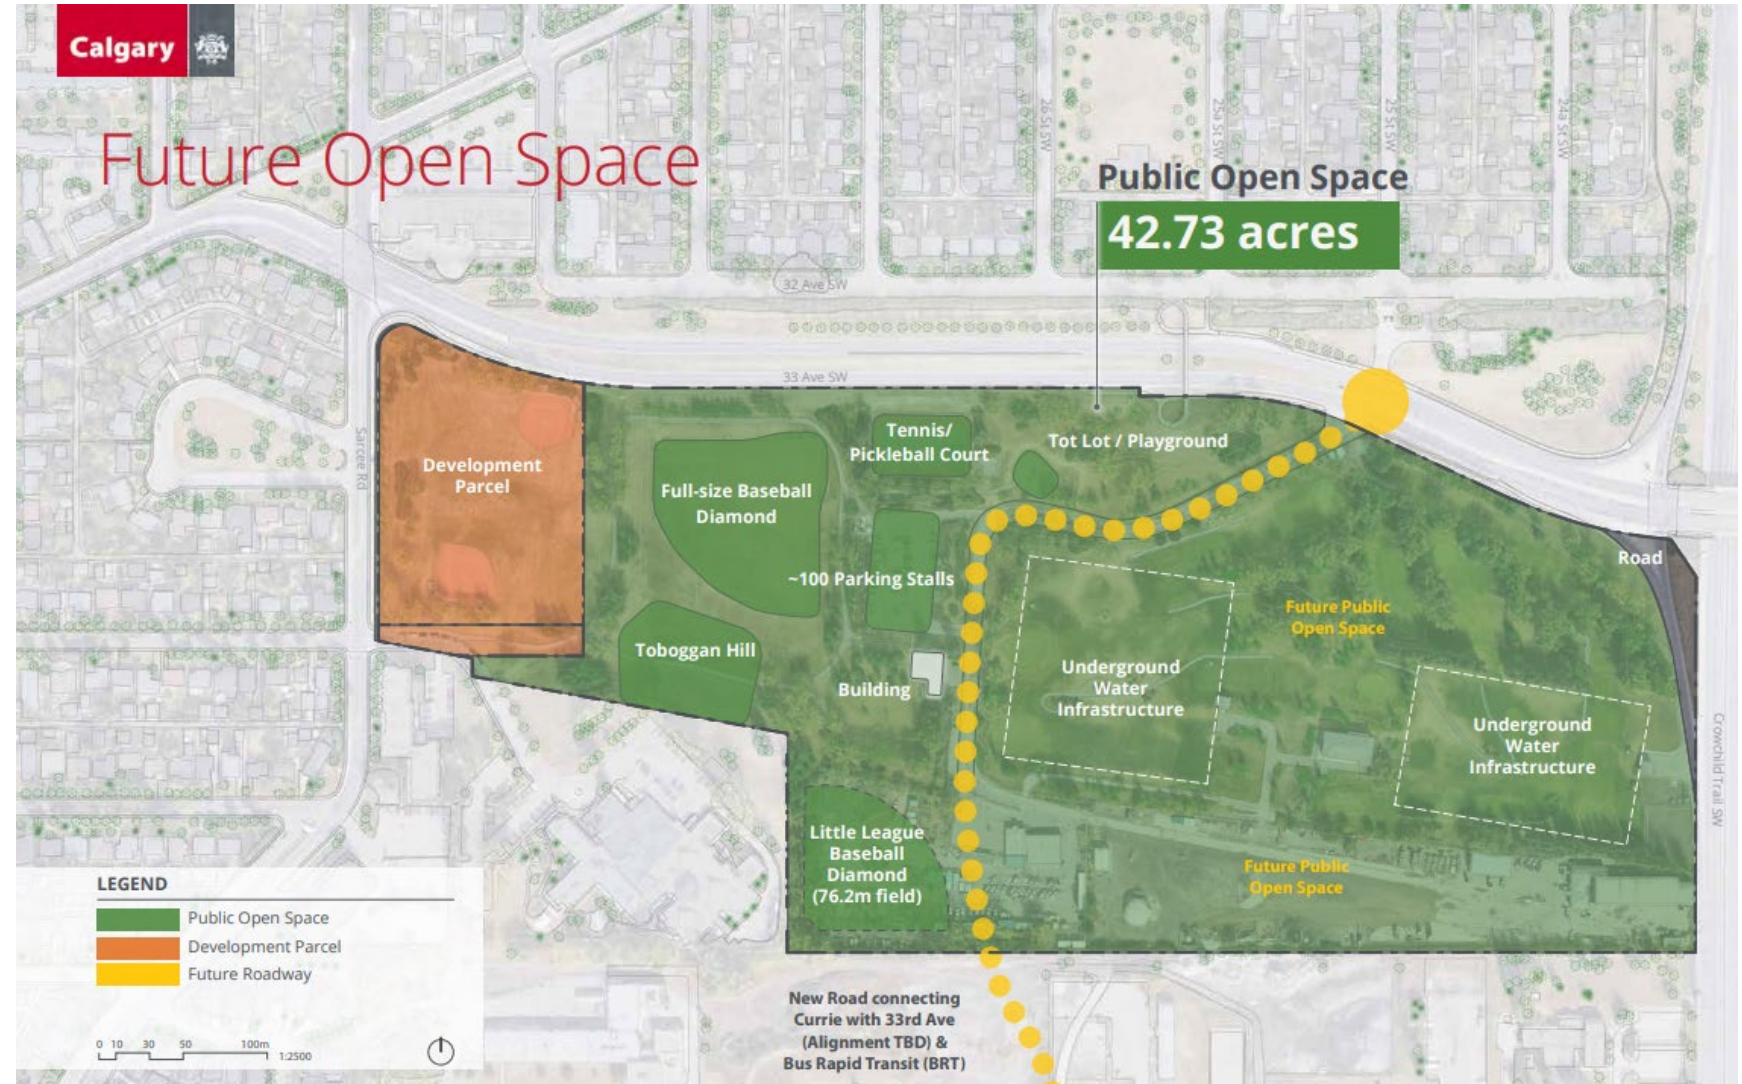 Calgary
Future Open Space
26 St SW
25a St SW
25 St SW
24a St SW
Public Open Space
42.73 acres
32 Ave SW
33 Ave SW
Sarcee Rd
Development
Parcel
Tennis/
Pickleball Court
Tot Lot / Playground
Full-size Baseball
Diamond
~100 Parking Stalls
Road
Future Public
Open Space
Toboggan Hill
Building
Underground
Water
Infrastructure
Underground
Water
Infrastructure
Crowchild Trail SW
Little League
Baseball
Diamond
(76.2m field)
Future Public
Open Space
LEGEND
Public Open Space
Development Parcel
Future Roadway
0 10 30 50 100m
1:2500
New Road connecting
Currie with 33rd Ave
(Alignment TBD) &
Bus Rapid Transit (BRT)